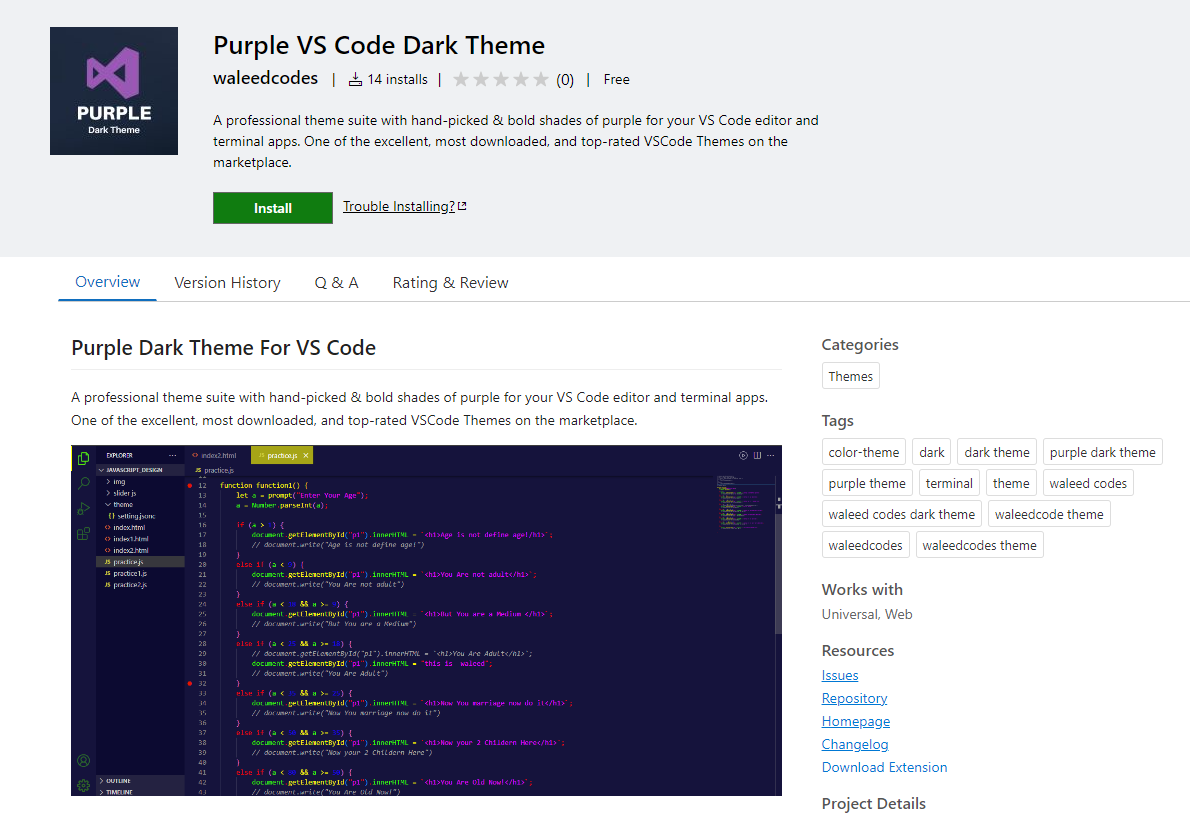 Purple VS Code Dark Theme
PURPLE
Dark Theme
waleedcodes | 14 installs | (0) | Free
A professional theme suite with hand-picked & bold shades of purple for your VS Code editor and
terminal apps. One of the excellent, most downloaded, and top-rated VSCode Themes on the
marketplace.
Install Trouble Installing?
Overview Version History Q & A Rating & Review
Purple Dark Theme For VS Code
A professional theme suite with hand-picked & bold shades of purple for your VS Code editor and terminal apps.
One of the excellent, most downloaded, and top-rated VSCode Themes on the marketplace.
EXPLORER ...
JAVASCRIPT_DESIGN
> img
> slider.js
theme
{} setting.jsonc
<> index.html
<> index1.html
<> index2.html
JS practice.js
JS practice1.js
JS practice2.js
> OUTLINE
> TIMELINE
<> index2.html JS practice.js ×
JS practice.js
12 function function1() {
13 let a = prompt("Enter Your Age");
14 a = Number.parseInt(a);
15
16 if (a > ) {
17 document.getElementById("p1").innerHTML = `<h1>Age is not define age!</h1>`;
18 // document.write("Age is not define age!")
19 }
20 else if (a < ) {
21 document.getElementById("p1").innerHTML = `<h1>You Are not adult</h1>`;
22 // document.write("You Are not adult")
23 }
24 else if (a < && a >= ) {
25 document.getElementById("p1").innerHTML = `<h1>But You are a Medium </h1>`;
26 // document.write("But You are a Medium")
27 }
28 else if (a < && a >= ) {
29 // document.getElementById("p1").innerHTML = `<h1>You Are Adult</h1>`;
30 document.getElementById("p1").innerHTML = "this is waleed";
31 // document.write("You Are Adult")
32 }
33 else if (a < && a >= ) {
34 document.getElementById("p1").innerHTML = `<h1>Now You marriage now do it</h1>`;
35 // document.write("Now You marriage now do it")
36 }
37 else if (a < && a >= ) {
38 document.getElementById("p1").innerHTML = `<h1>Now your 2 Childern Here</h1>`;
39 // document.write("Now your 2 Childern Here")
40 }
41 else if (a < && a >= ) {
42 document.getElementById("p1").innerHTML = `<h1>You Are Old Now!</h1>`;
43 // document.write("You Are Old Now!")
Categories
Themes
Tags
color-theme dark dark theme purple dark theme
purple theme terminal theme waleed codes
waleed codes dark theme waleedcode theme
waleedcodes waleedcodes theme
Works with
Universal, Web
Resources
Issues
Repository
Homepage
Changelog
Download Extension
Project Details